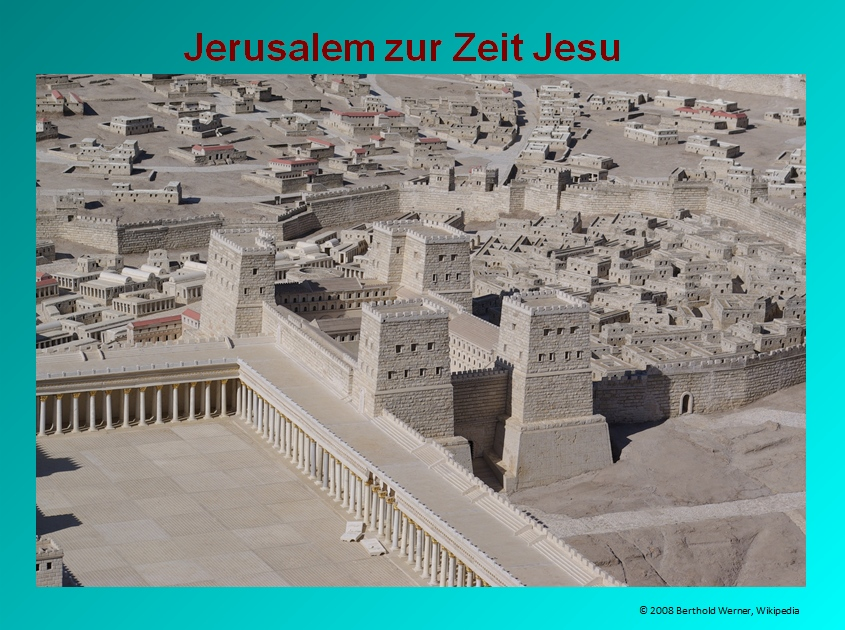 Jerusalem zur Zeit Jesu
© 2008 Berthold Werner, Wikipedia